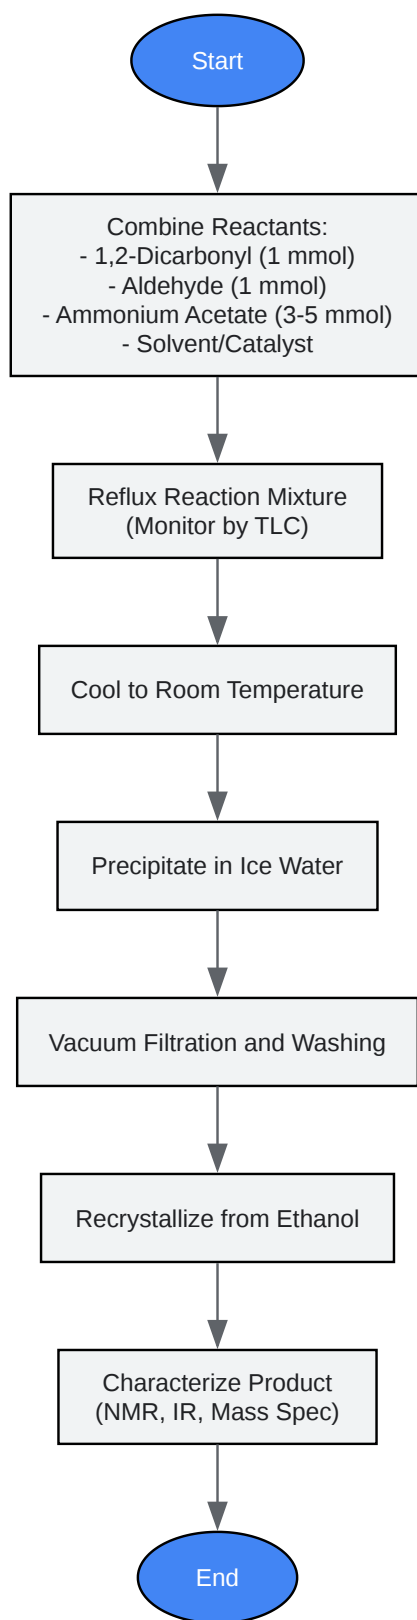 Start
Combine Reactants:
- 1,2-Dicarbonyl (1 mmol)
- Aldehyde (1 mmol)
- Ammonium Acetate (3-5 mmol)
- Solvent/Catalyst
Reflux Reaction Mixture
(Monitor by TLC)
Cool to Room Temperature
Precipitate in Ice Water
Vacuum Filtration and Washing
Recrystallize from Ethanol
Characterize Product
(NMR, IR, Mass Spec)
End